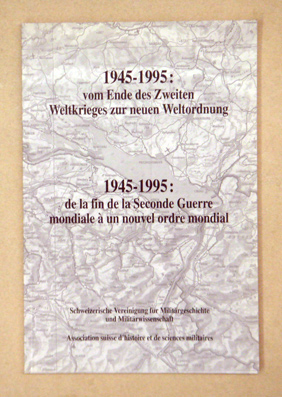 1945-1995:
vom Ende des Zweiten
Weltkrieges zur neuen Weltordnung
1945-1995:
de la fin de la Seconde Guerre
mondiale à un nouvel ordre mondial
Schweizerische Vereinigung für Militärgeschichte
und Militärwissenschaft
Association suisse d'histoire et de sciences militaires